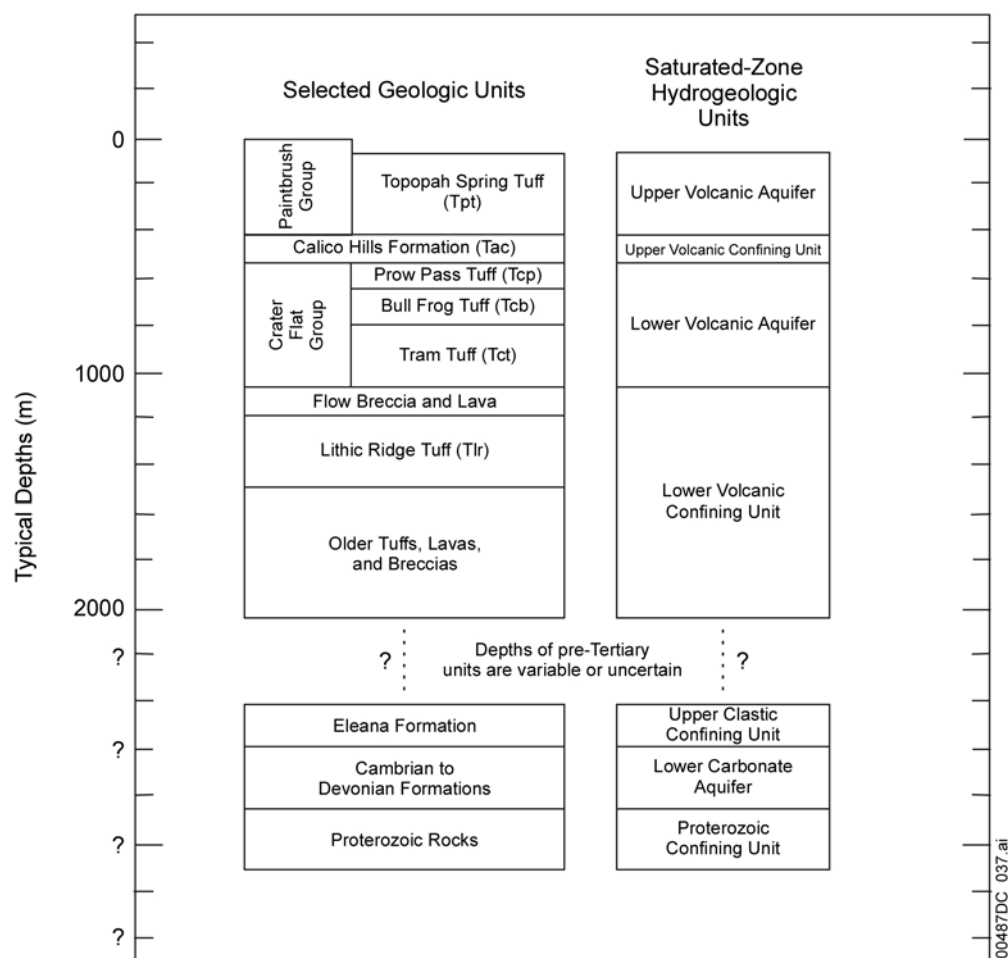 Selected Geologic Units
Saturated-Zone
Hydrogeologic
Units
Typical Depths (m)
0
1000
2000
?
?
?
?
Paintbrush
Group
Topopah Spring Tuff
(Tpt)
Calico Hills Formation (Tac)
Crater
Flat
Group
Prow Pass Tuff (Tcp)
Bull Frog Tuff (Tcb)
Tram Tuff (Tct)
Flow Breccia and Lava
Lithic Ridge Tuff (Tlr)
Older Tuffs, Lavas,
and Breccias
Upper Volcanic Aquifer
Upper Volcanic Confining Unit
Lower Volcanic Aquifer
Lower Volcanic
Confining Unit
?
Depths of pre-Tertiary
units are variable or uncertain
?
Eleana Formation
Cambrian to
Devonian Formations
Proterozoic Rocks
Upper Clastic
Confining Unit
Lower Carbonate
Aquifer
Proterozoic
Confining Unit
00487DC_037.ai